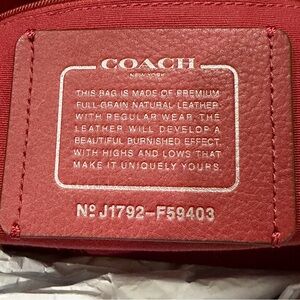 COACH
NEW YORK
THIS BAG IS MADE OF PREMIUM
FULL-GRAIN NATURAL LEATHER.
WITH REGULAR WEAR, THE
LEATHER WILL DEVELOP A
BEAUTIFUL BURNISHED EFFECT,
WITH HIGHS AND LOWS THAT
MAKE IT UNIQUELY YOURS.
Nº J1792-F59403